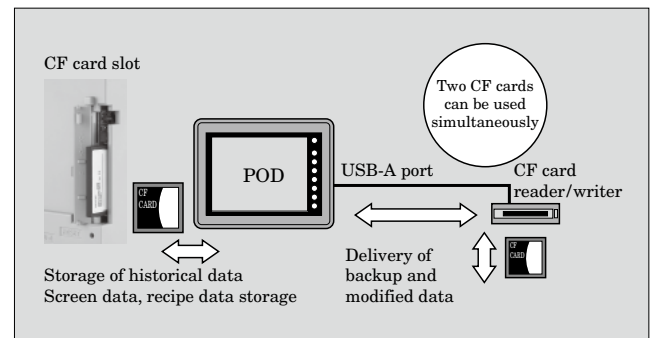 CF card slot
Two CF cards
can be used
simultaneously
POD
USB-A port
CF card
reader/writer
CF
CARD
CF
CARD
Storage of historical data
Screen data, recipe data storage
Delivery of
backup and
modified data